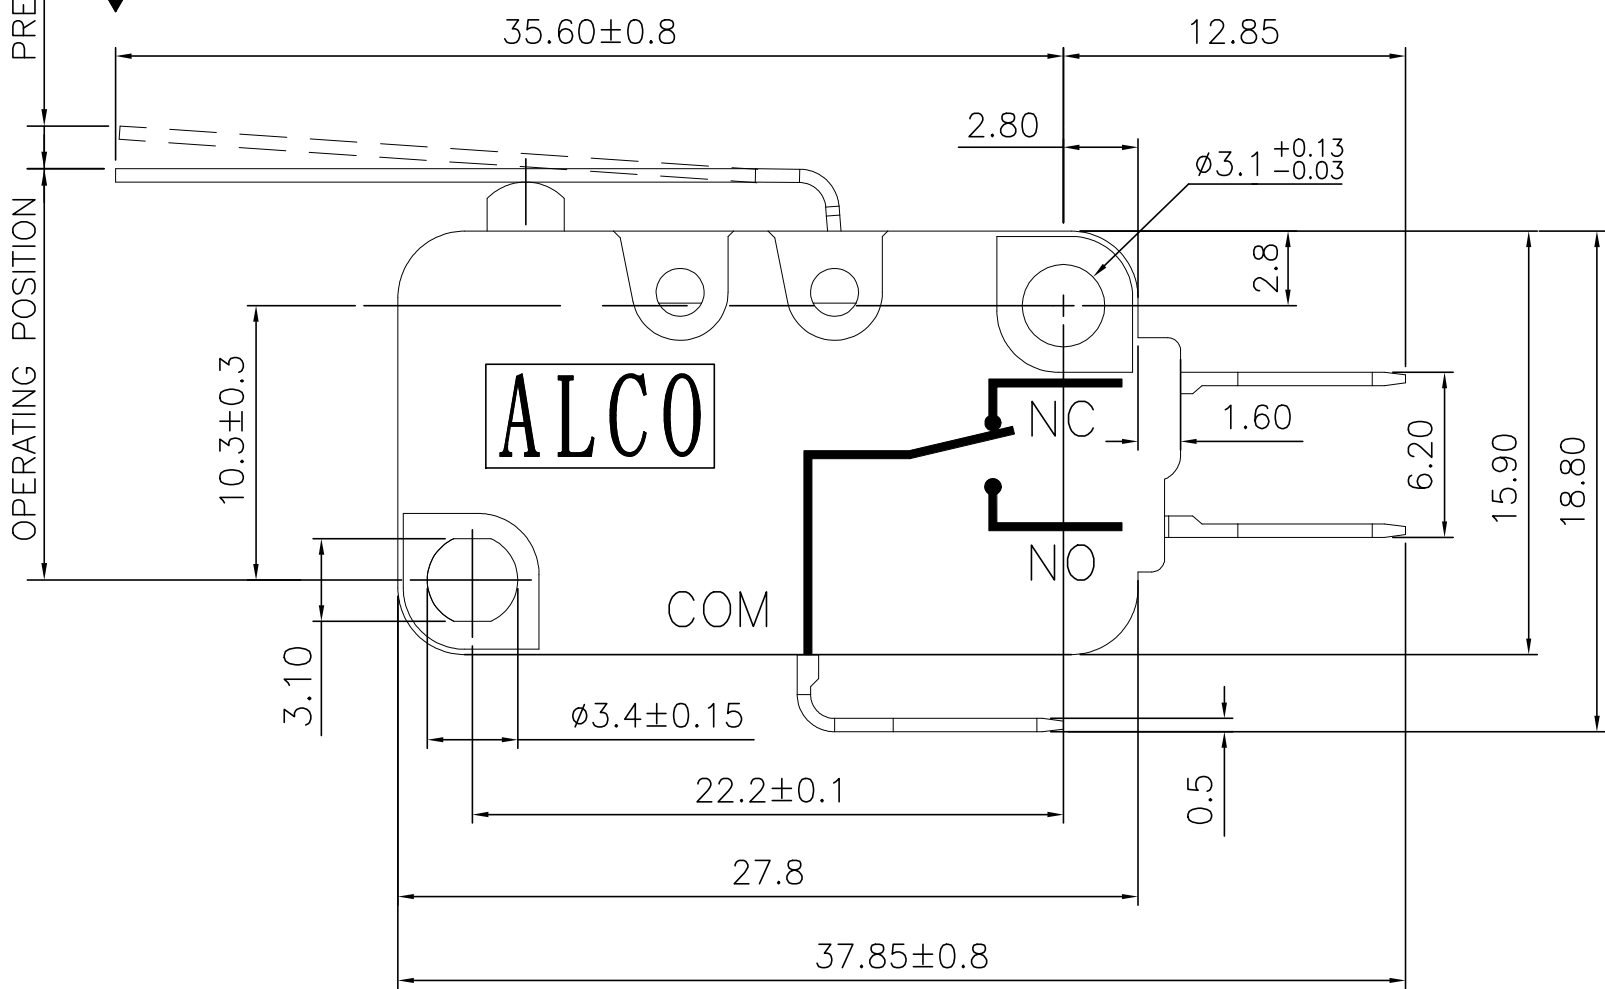 PRE
35.60±0.8
12.85
2.80
ø3.1 +0.13
-0.03
OPERATING POSITION
2.8
10.3±0.3
ALCO
NC
1.60
6.20
15.90
18.80
NO
COM
3.10
ø3.4±0.15
22.2±0.1
0.5
27.8
37.85±0.8